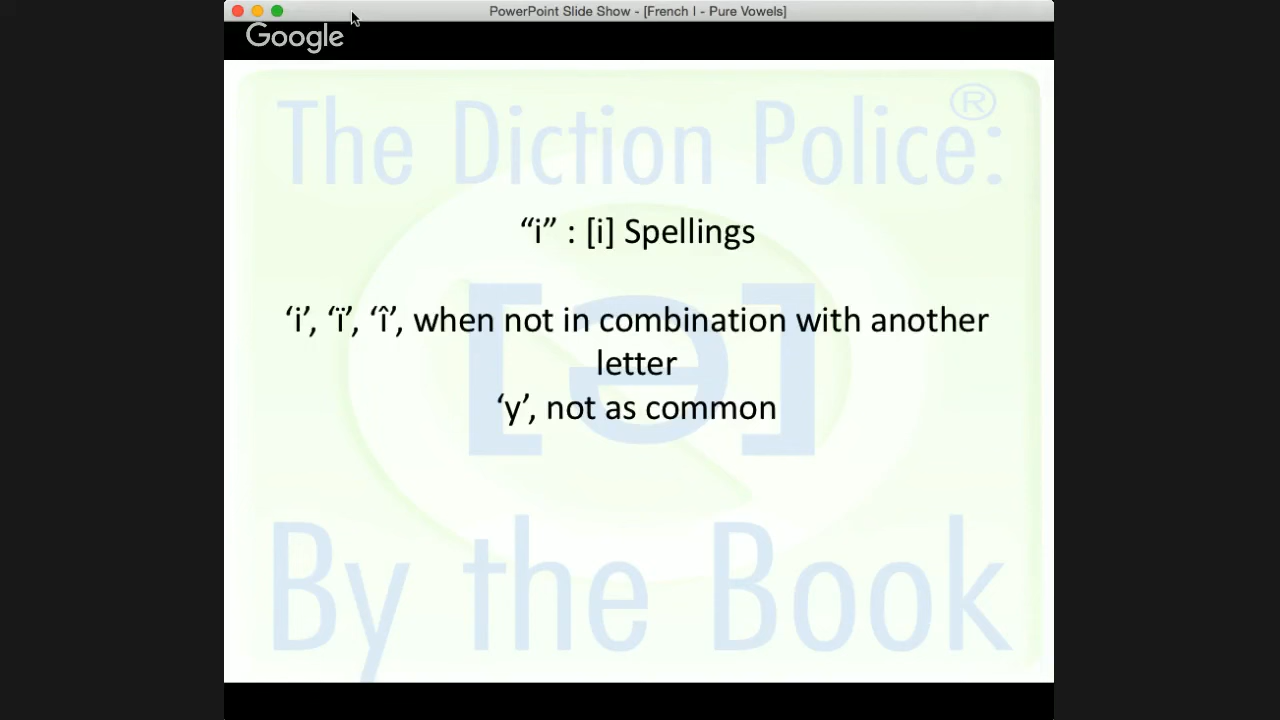 PowerPoint Slide Show - [French I - Pure Vowels]
Google
The Diction Police®:
“i” : [i] Spellings
‘i’, ‘ï’, ‘î’, when not in combination with another
letter
‘y’, not as common
[ə]
By the Book